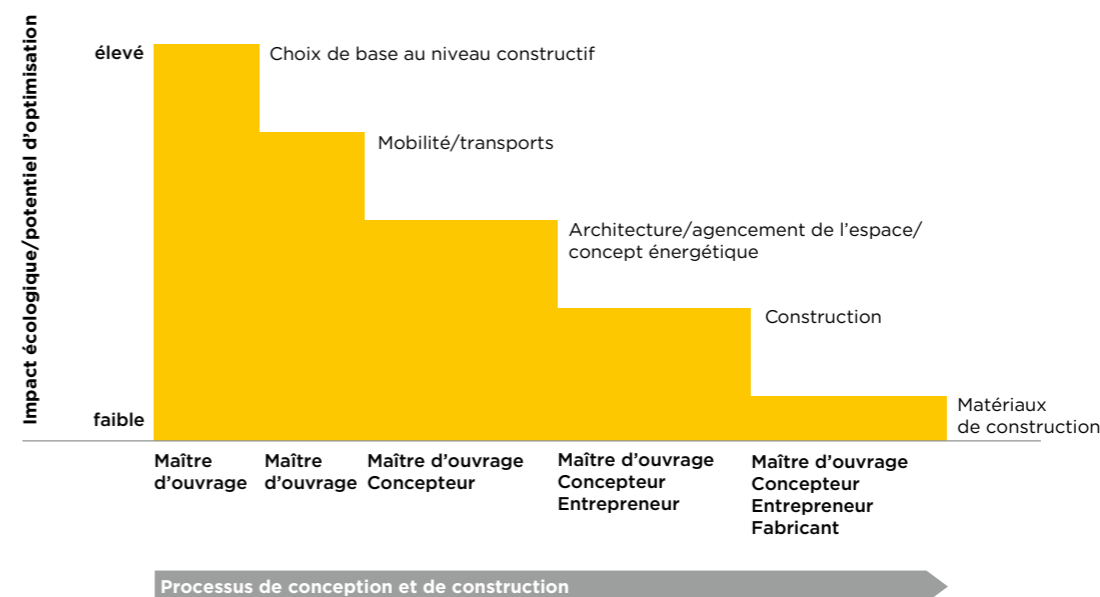 Impact écologique/potentiel d'optimisation
élevé
Choix de base au niveau constructif
Mobilité/transports
Architecture/agencement de l'espace/
concept énergétique
Construction
Matériaux
de construction
faible
Maître
d'ouvrage
Maître
d'ouvrage
Maître d'ouvrage
Concepteur
Maître d'ouvrage
Concepteur
Entrepreneur
Maître d'ouvrage
Concepteur
Entrepreneur
Fabricant
Processus de conception et de construction